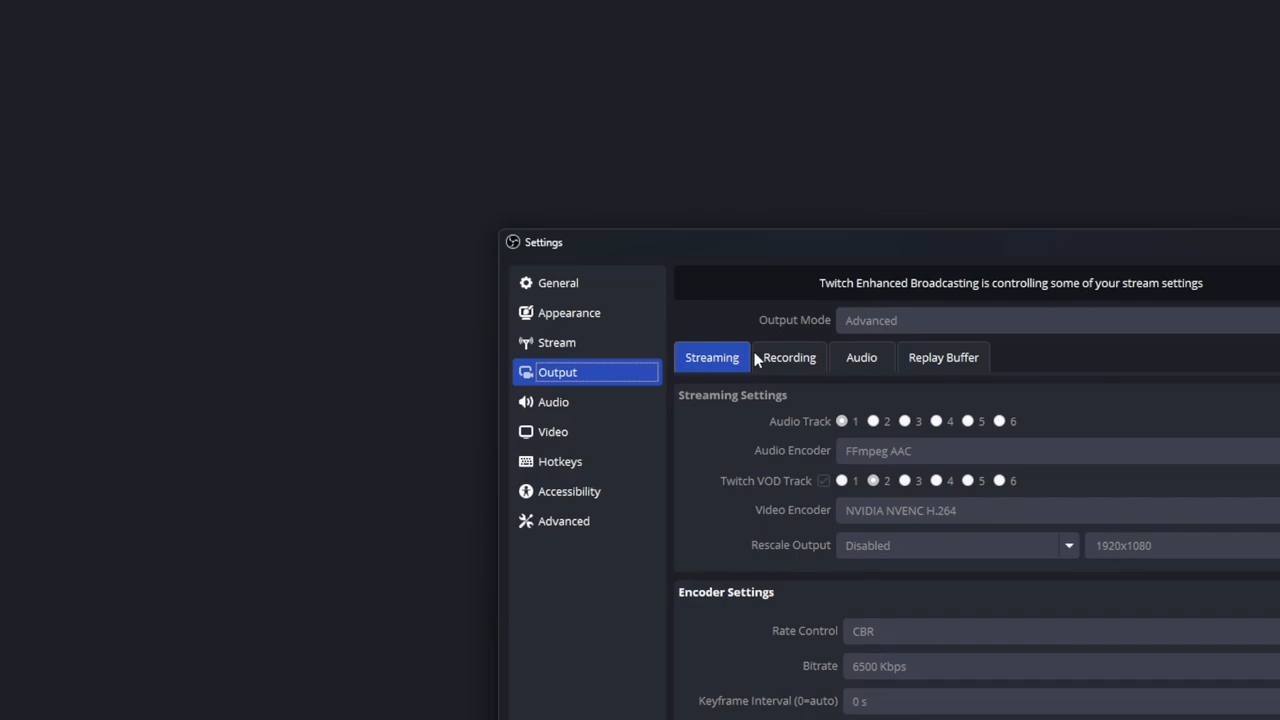 Settings
General
Appearance
Stream
Output
Audio
Video
Hotkeys
Accessibility
Advanced
Twitch Enhanced Broadcasting is controlling some of your stream settings
Output Mode Advanced
Streaming Recording Audio Replay Buffer
Streaming Settings
Audio Track 1 2 3 4 5 6
Audio Encoder FFmpeg AAC
Twitch VOD Track 1 2 3 4 5 6
Video Encoder NVIDIA NVENC H.264
Rescale Output Disabled 1920x1080
Encoder Settings
Rate Control CBR
Bitrate 6500 Kbps
Keyframe Interval (0=auto) 0 s